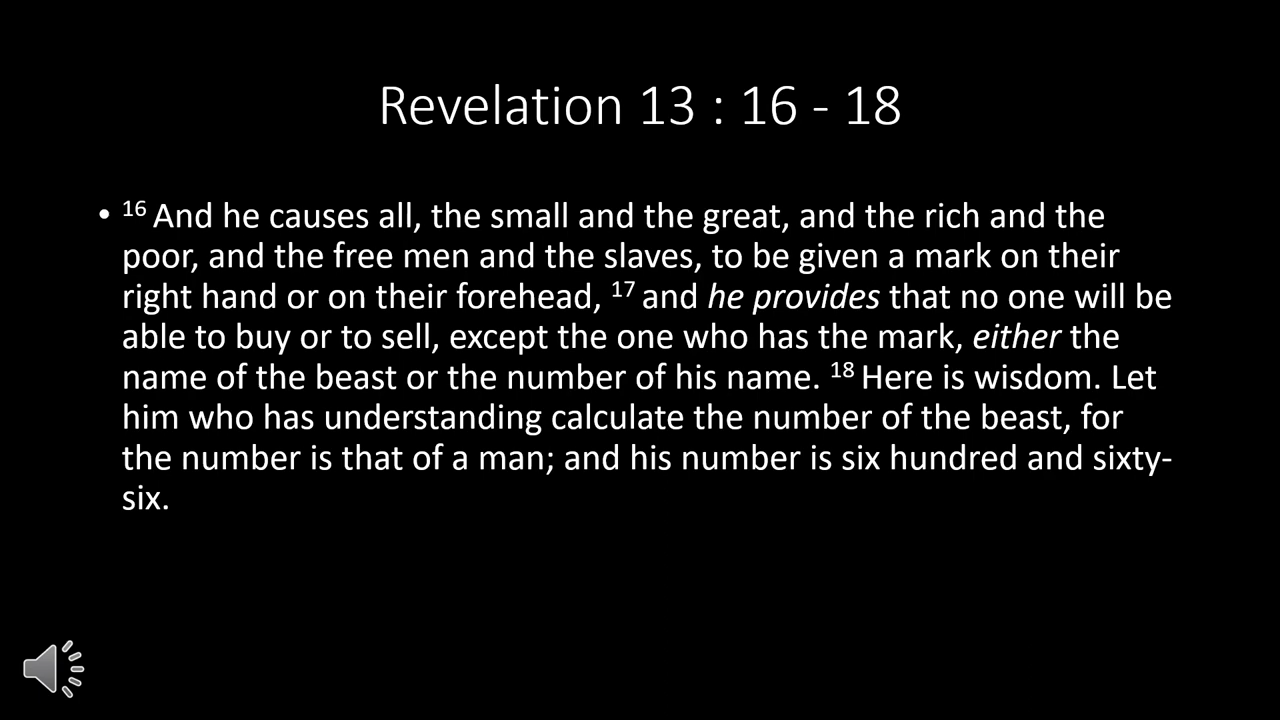 Revelation 13 : 16 - 18
• 16 And he causes all, the small and the great, and the rich and the
poor, and the free men and the slaves, to be given a mark on their
right hand or on their forehead, 17 and he provides that no one will be
able to buy or to sell, except the one who has the mark, either the
name of the beast or the number of his name. 18 Here is wisdom. Let
him who has understanding calculate the number of the beast, for
the number is that of a man; and his number is six hundred and sixty-
six.